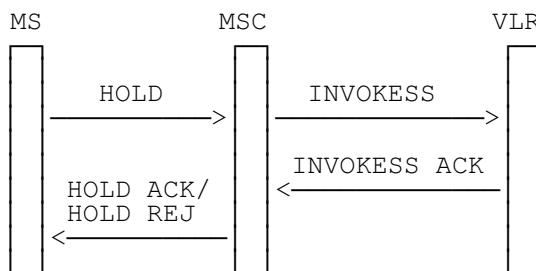 MS MSC VLR
HOLD INVOKESS
INVOKESS ACK
HOLD ACK/
HOLD REJ